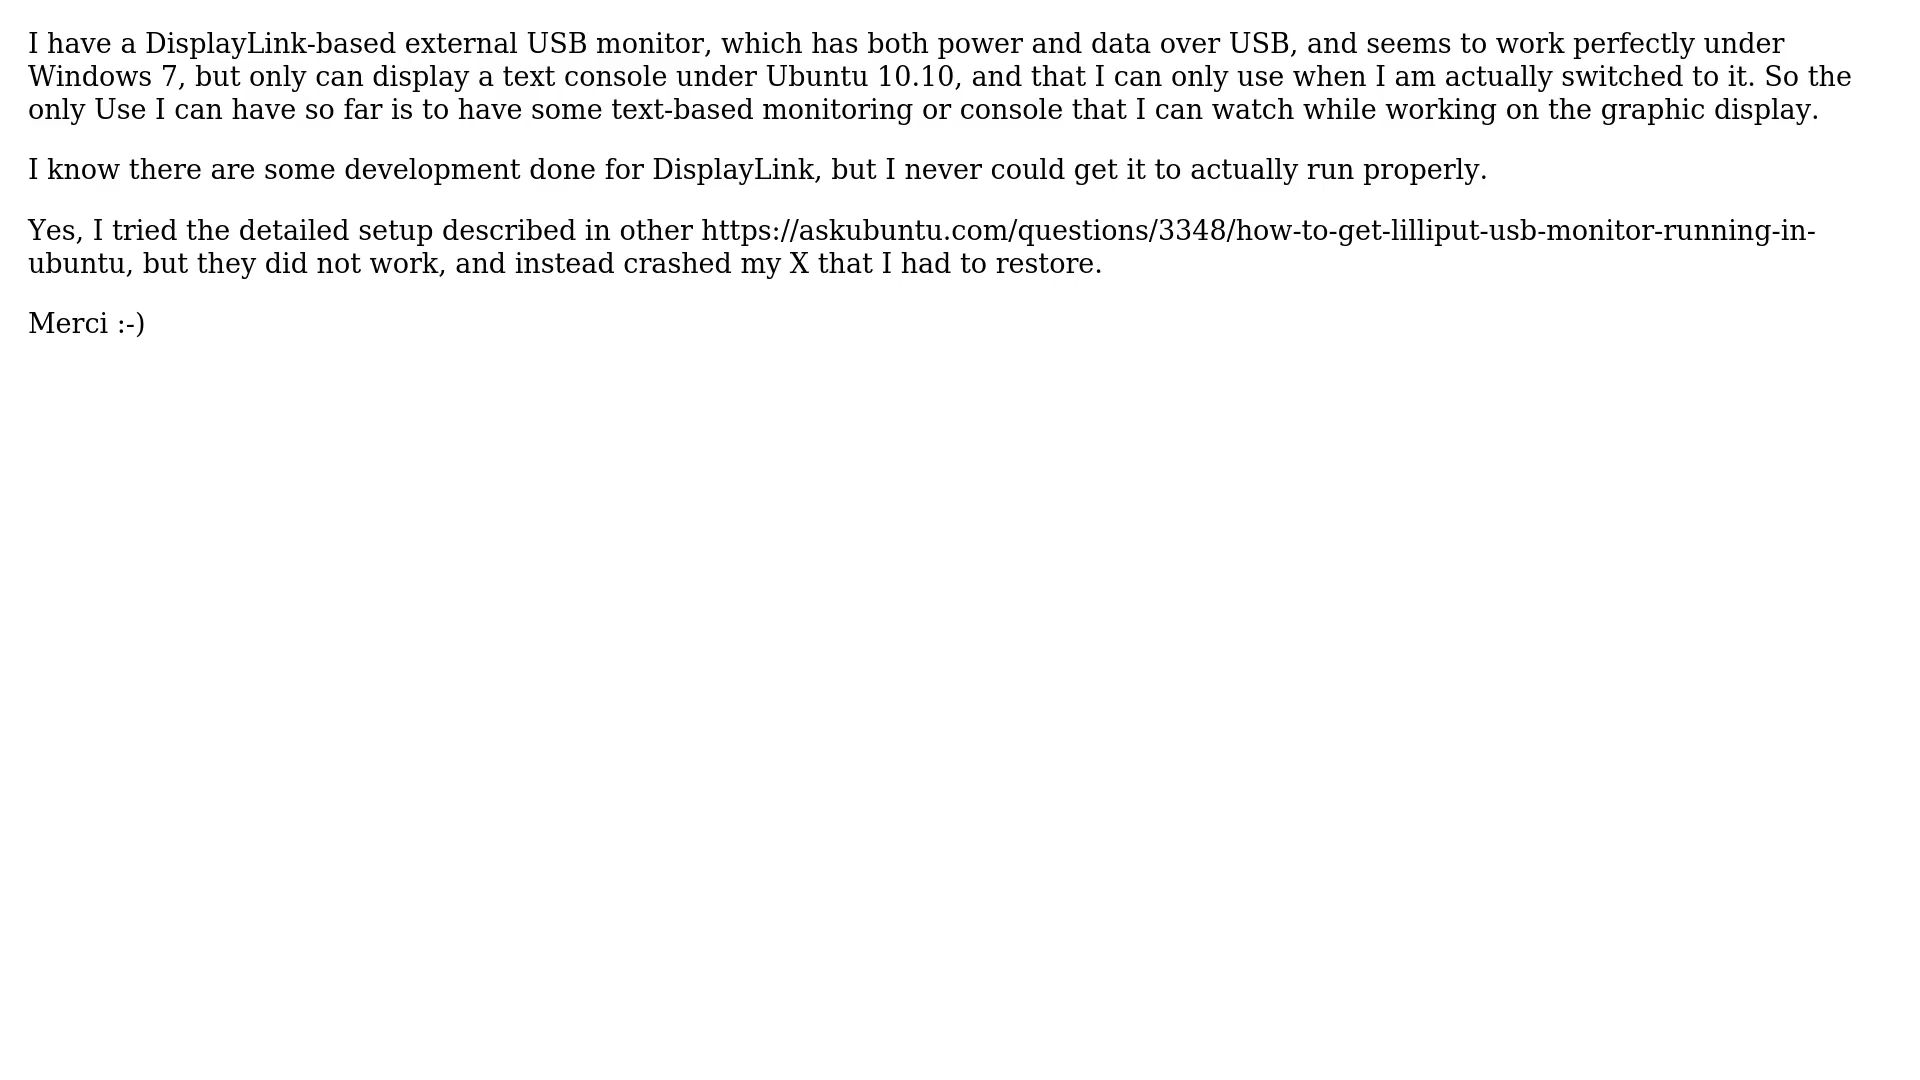 I have a DisplayLink-based external USB monitor, which has both power and data over USB, and seems to work perfectly under
Windows 7, but only can display a text console under Ubuntu 10.10, and that I can only use when I am actually switched to it. So the
only Use I can have so far is to have some text-based monitoring or console that I can watch while working on the graphic display.
I know there are some development done for DisplayLink, but I never could get it to actually run properly.
Yes, I tried the detailed setup described in other https://askubuntu.com/questions/3348/how-to-get-lilliput-usb-monitor-running-in-
ubuntu, but they did not work, and instead crashed my X that I had to restore.
Merci :-)